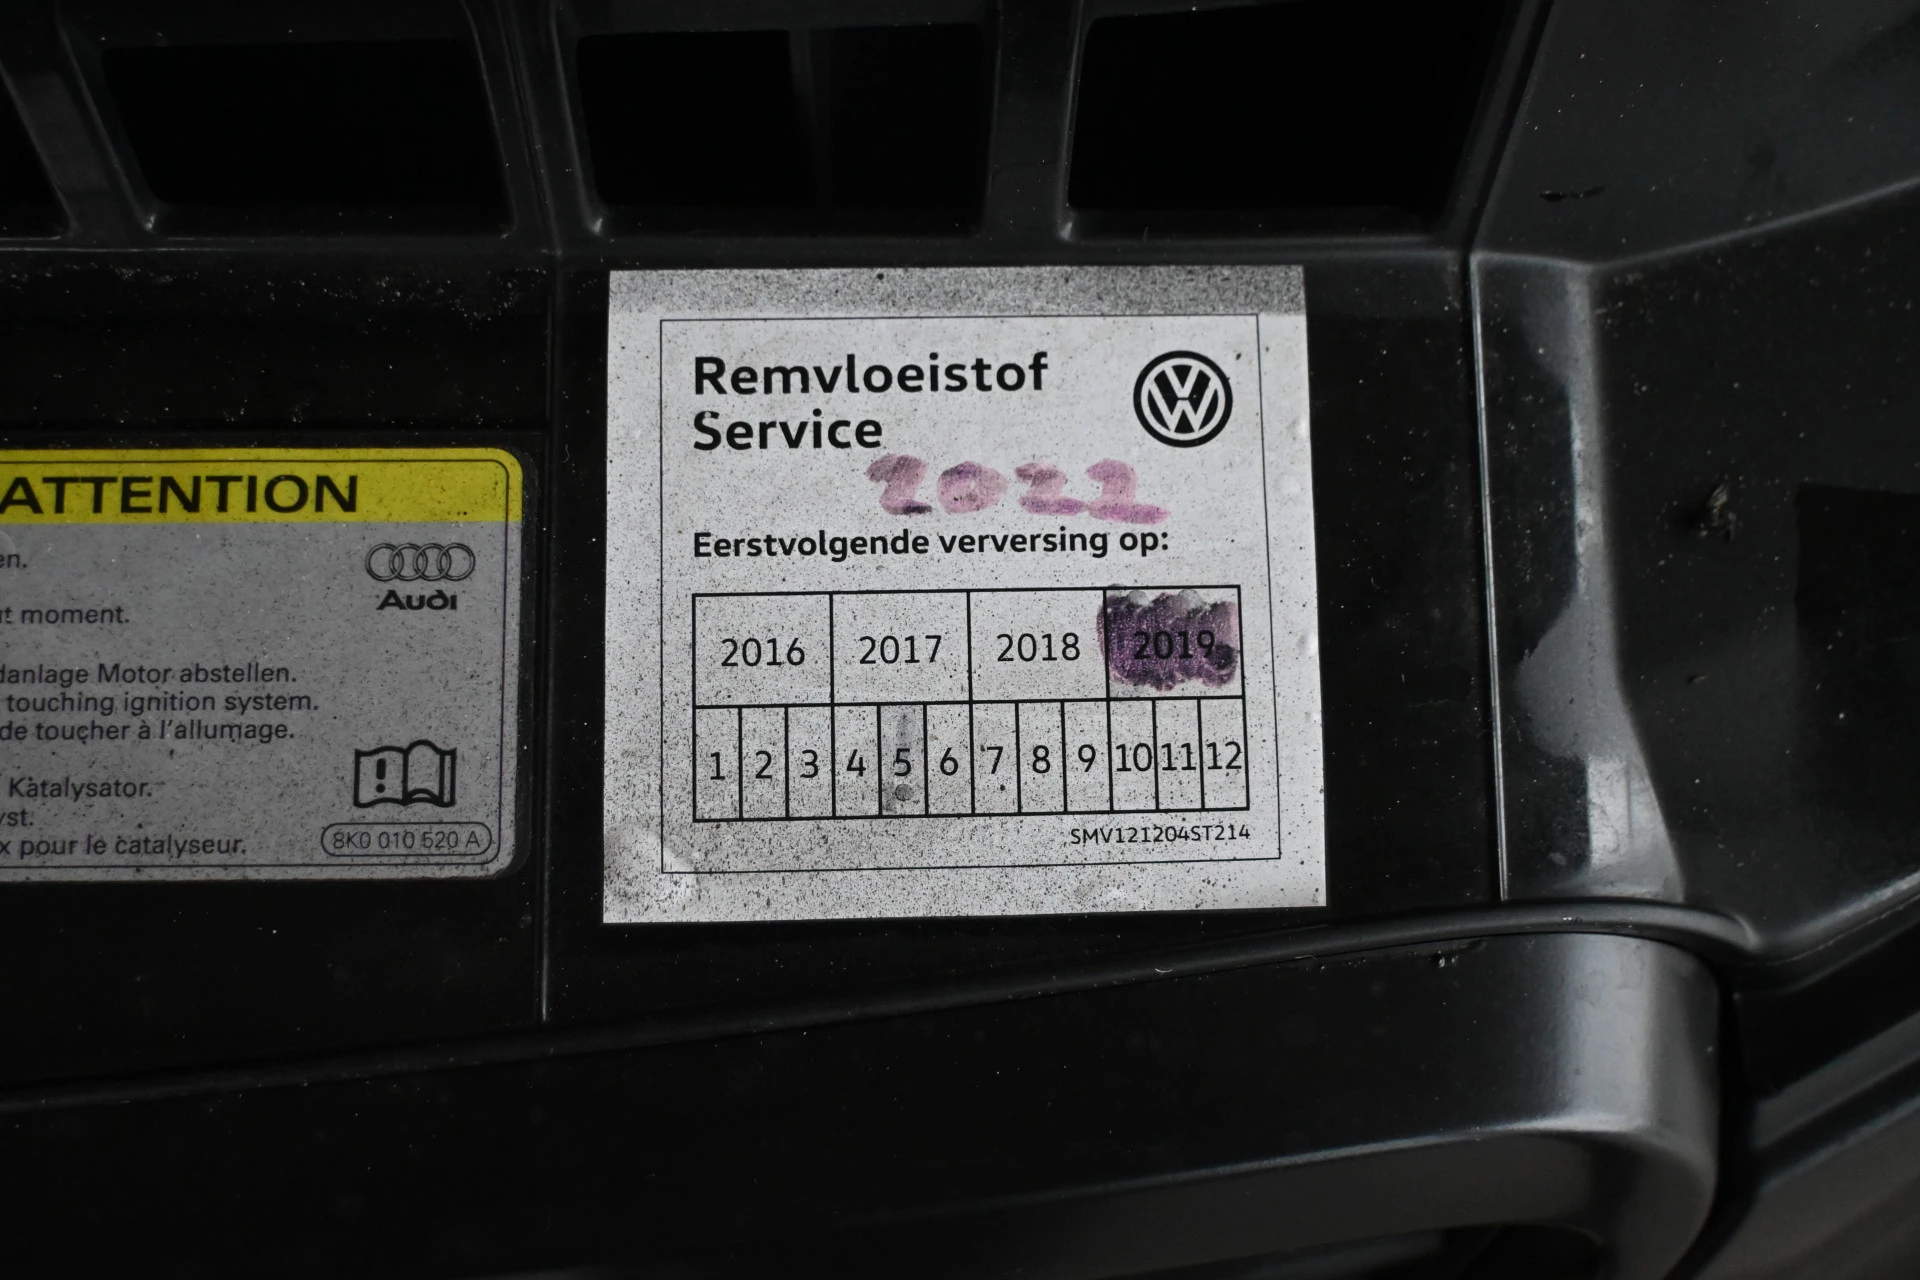 ATTENTION
en.
Audi
t moment.
danlage Motor abstellen.
touching ignition system.
de toucher à l'allumage.
Katalysator.
yst.
x pour le catalyseur.
8K0 010 520 A
Remvloeistof
Service
2022
Eerstvolgende verversing op:
2016 2017 2018 2019
1 2 3 4 5 6 7 8 9 10 11 12
SMV121204ST214